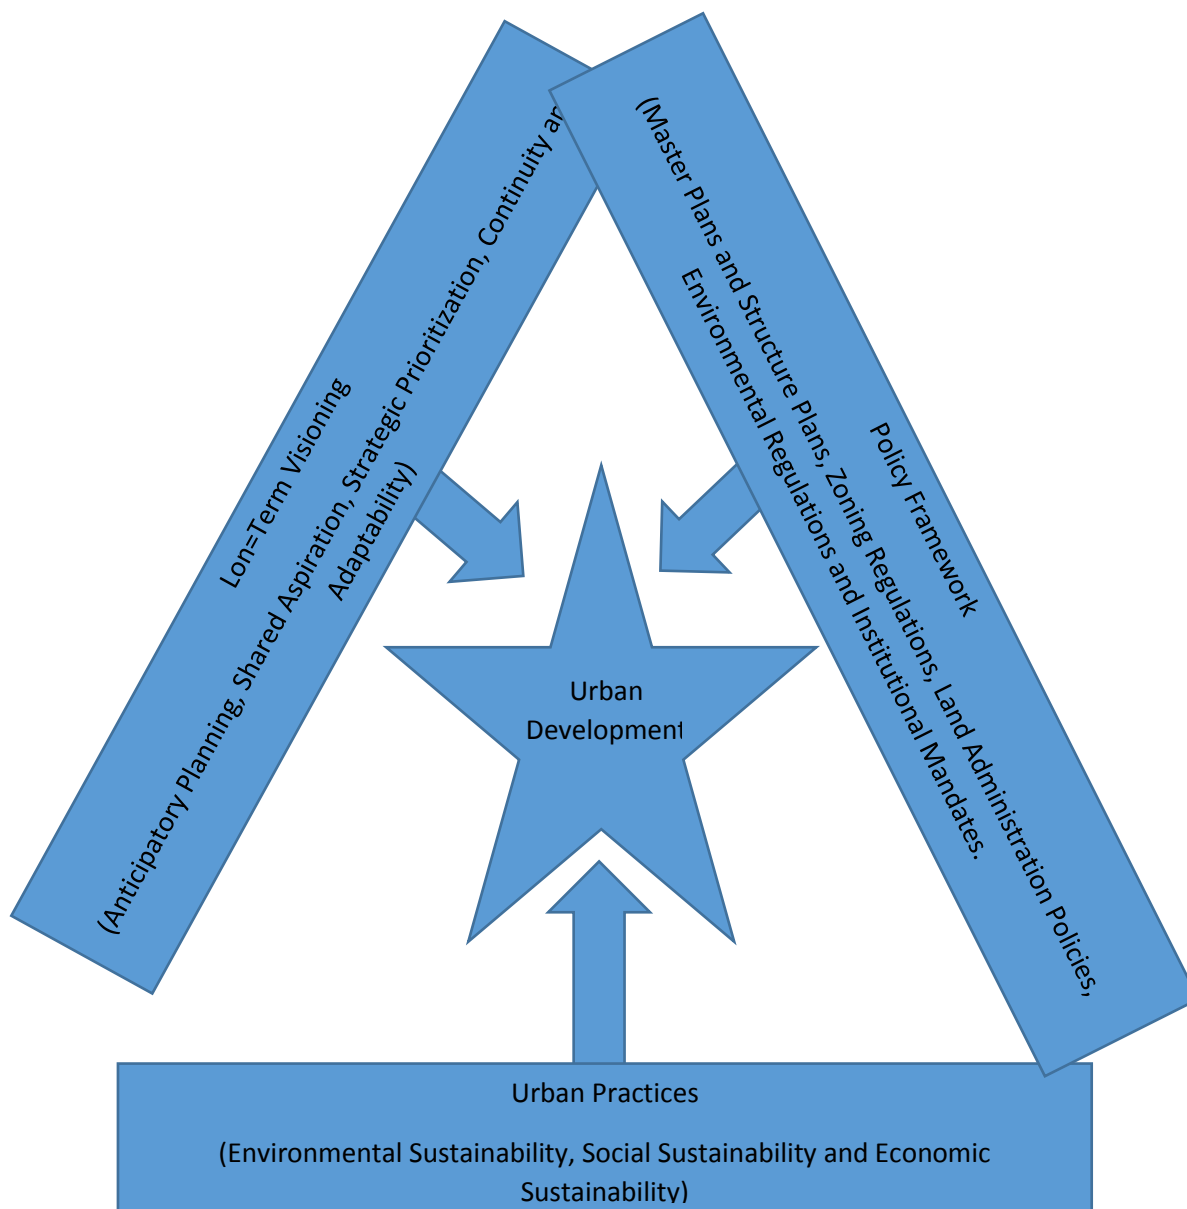 Lon=Term Visioning
(Anticipatory Planning, Shared Aspiration, Strategic Prioritization, Continuity
Adaptability)
Policy Framework
(Master Plans and Structure Plans, Zoning Regulations, Land Administration Policies,
Environmental Regulations and Institutional Mandates.
Urban
Development
Urban Practices
(Environmental Sustainability, Social Sustainability and Economic
Sustainability)